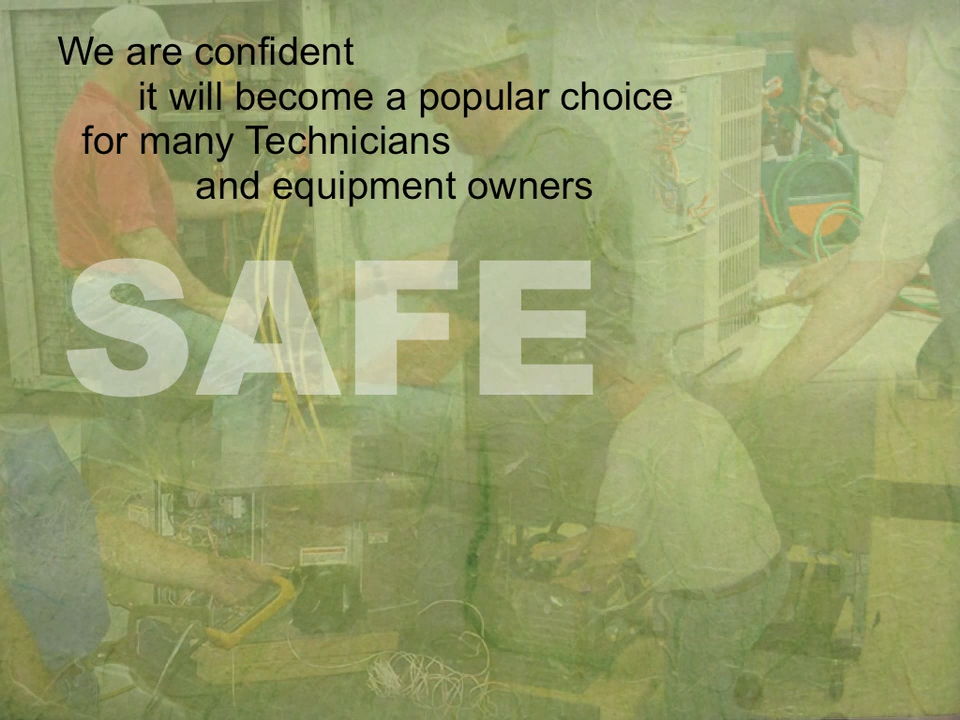 We are confident
it will become a popular choice
for many Technicians
and equipment owners
SAFE